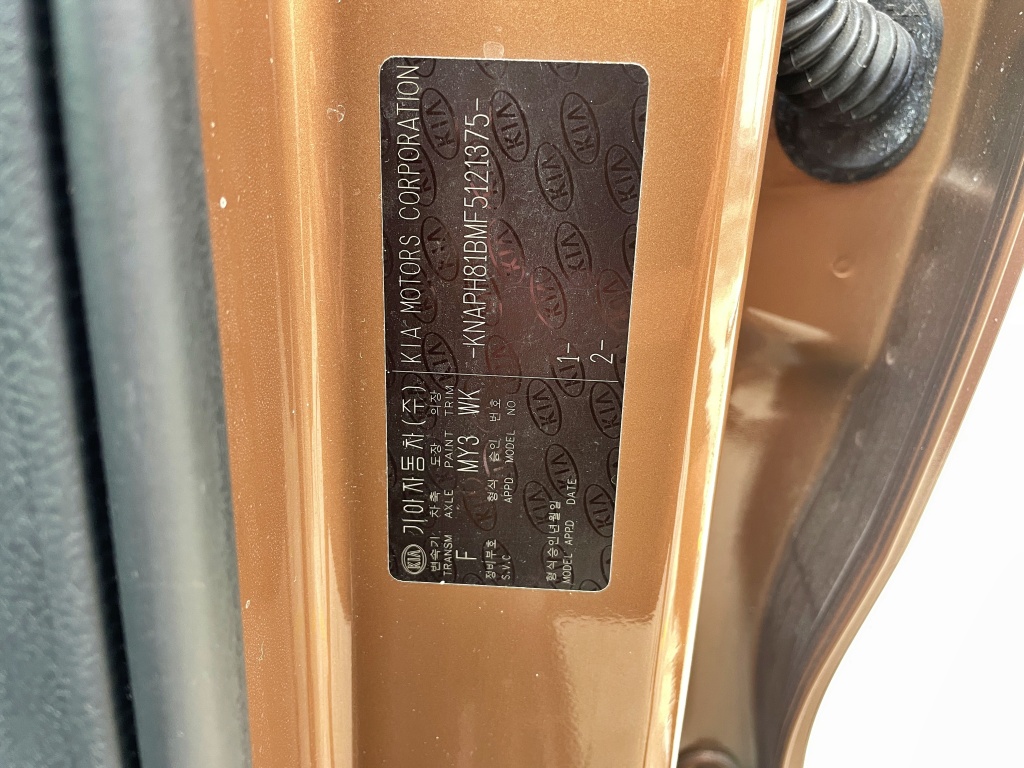 KIA 기아자동차(주) KIA MOTORS CORPORATION
변속기 차축 도장 의장
TRANSM AXLE PAINT TRIM
F MY3 WK -KNAPH81BMF5121375-
정비부호 형식 승인 번호
S.V.C APPD MODEL NO
1-
형식승인년월일
MODEL APP.D DATE
2-